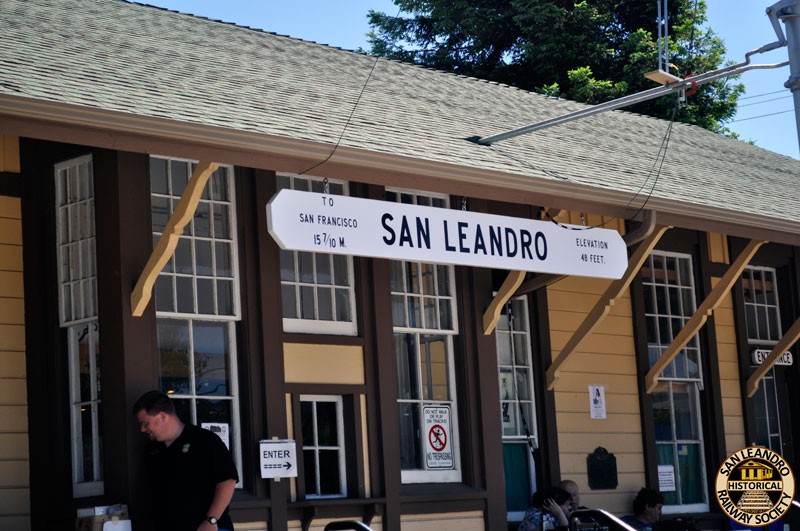 TO
SAN FRANCISCO
15 7/10 M.
SAN LEANDRO
ELEVATION
48 FEET.
ENTRANCE
DO NOT
WALK OR
PLAY ON
TRACKS!
NO
TRESPASSING
ENTER
SAN LEANDRO
HISTORICAL
RAILWAY SOCIETY